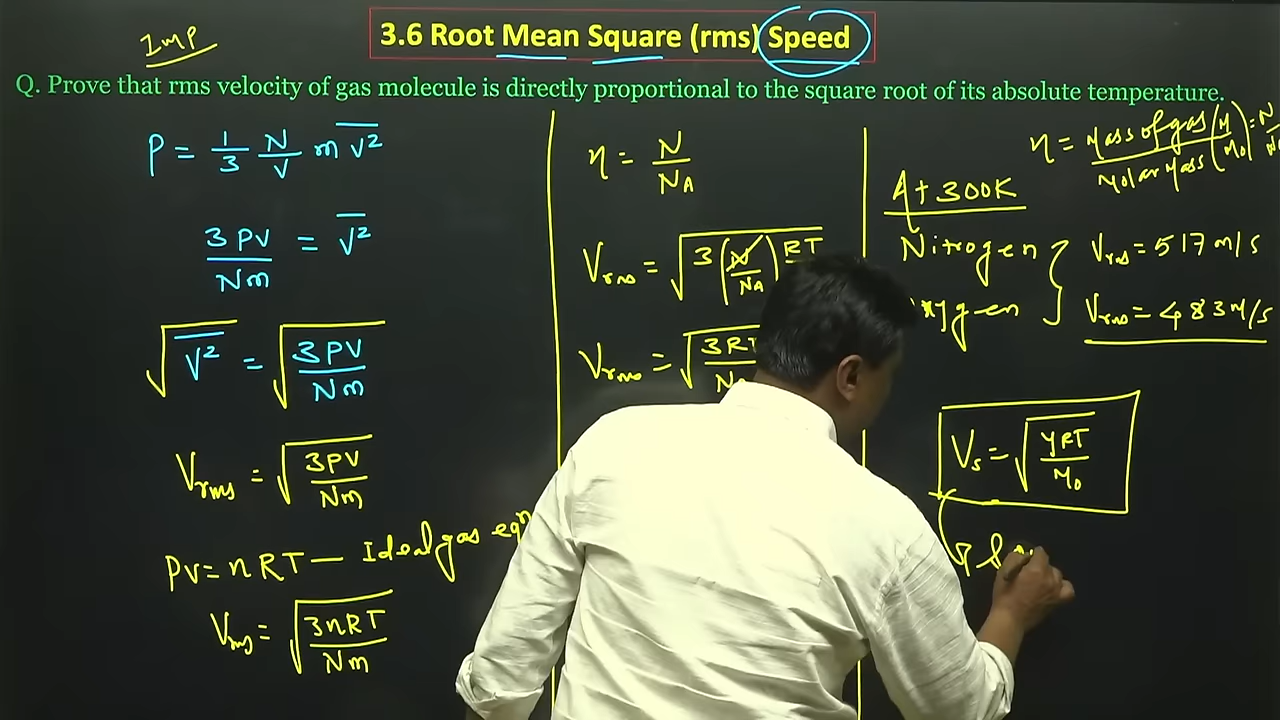 IMP
3.6 Root Mean Square (rms) Speed
Q. Prove that rms velocity of gas molecule is directly proportional to the square root of its absolute temperature.
P = 1/3 N/V m v̅²
3PV/Nm = v̅²
√v̅² = √(3PV/Nm)
Vrms = √(3PV/Nm)
PV = nRT — Ideal gas eqn
Vrms = √(3nRT/Nm)
η = N/NA
Vrms = √(3 (N/NA) RT
Vrms = √(3RT
η = Mass of gas (M)/Molar Mass (M0) = N
At 300K
Nitrogen } Vrms = 517 m/s
xygen } Vrms = 483 m/s
Vs = √(γRT/M0)